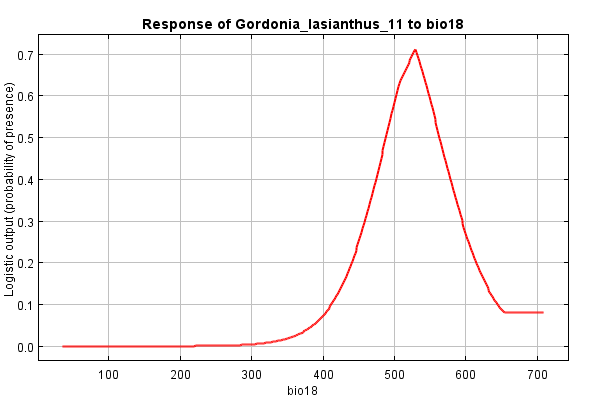 Response of Gordonia_lasianthus_11 to bio18
Logistic output (probability of presence)
0.7
0.6
0.5
0.4
0.3
0.2
0.1
0.0
100 200 300 400 500 600 700
bio18